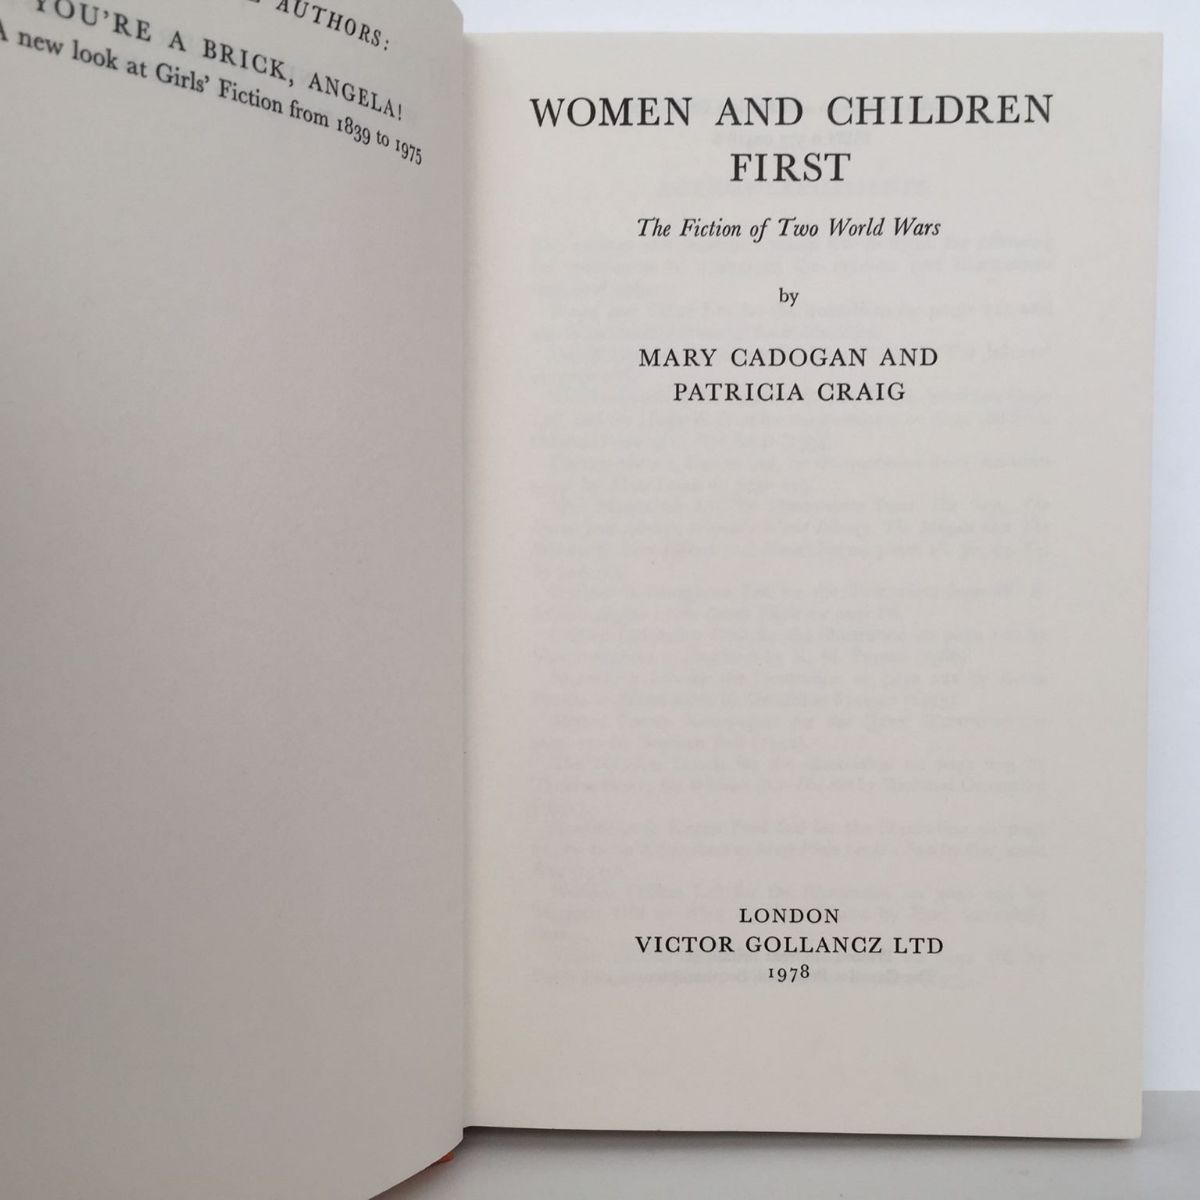 AUTHORS:
YOU'RE A BRICK, ANGELA!
A new look at Girls' Fiction from 1839 to 1975
WOMEN AND CHILDREN
FIRST
The Fiction of Two World Wars
by
MARY CADOGAN AND
PATRICIA CRAIG
LONDON
VICTOR GOLLANCZ LTD
1978